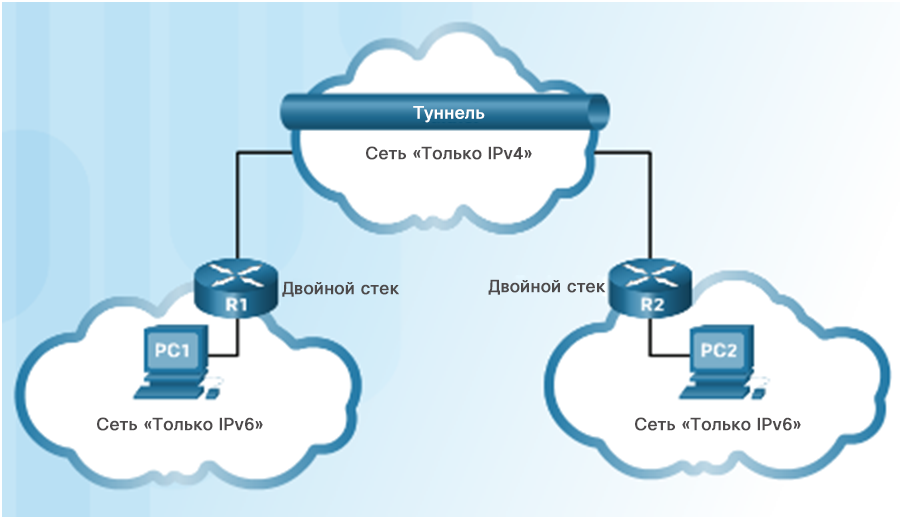 Туннель
Сеть «Только IPv4»
Двойной стек
Двойной стек
R1
R2
PC1
PC2
Сеть «Только IPv6»
Сеть «Только IPv6»